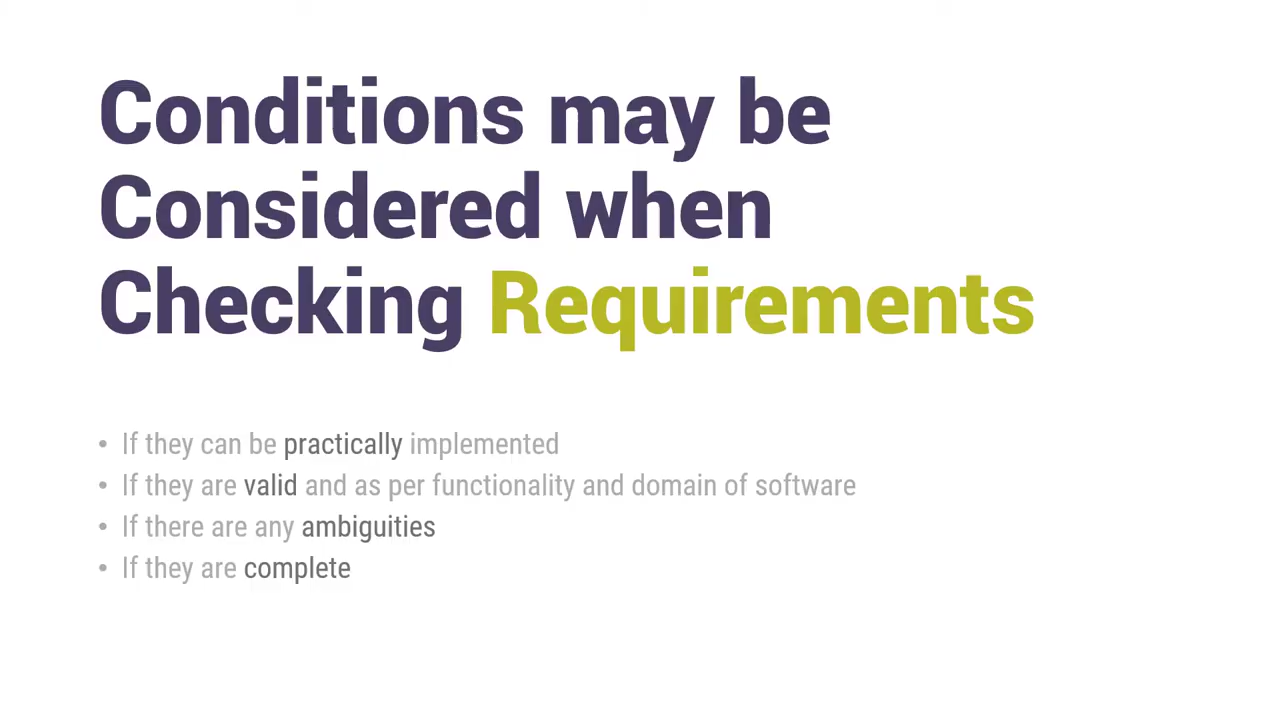 Conditions may be
Considered when
Checking Requirements
• If they can be practically implemented
• If they are valid and as per functionality and domain of software
• If there are any ambiguities
• If they are complete